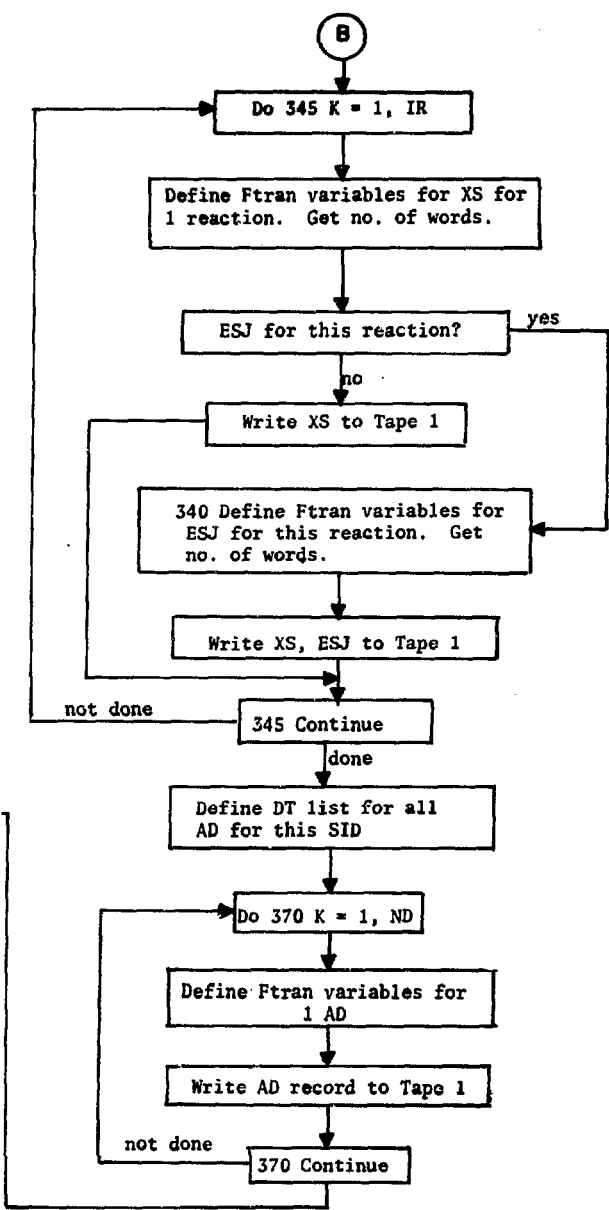 B
Do 345 K = 1, IR
Define Ftran variables for XS for
1 reaction. Get no. of words.
ESJ for this reaction?
yes
no
Write XS to Tape 1
340 Define Ftran variables for
ESJ for this reaction. Get
no. of words.
Write XS, ESJ to Tape 1
not done
345 Continue
done
Define DT list for all
AD for this SID
Do 370 K = 1, ND
Define Ftran variables for
1 AD
Write AD record to Tape 1
not done
370 Continue